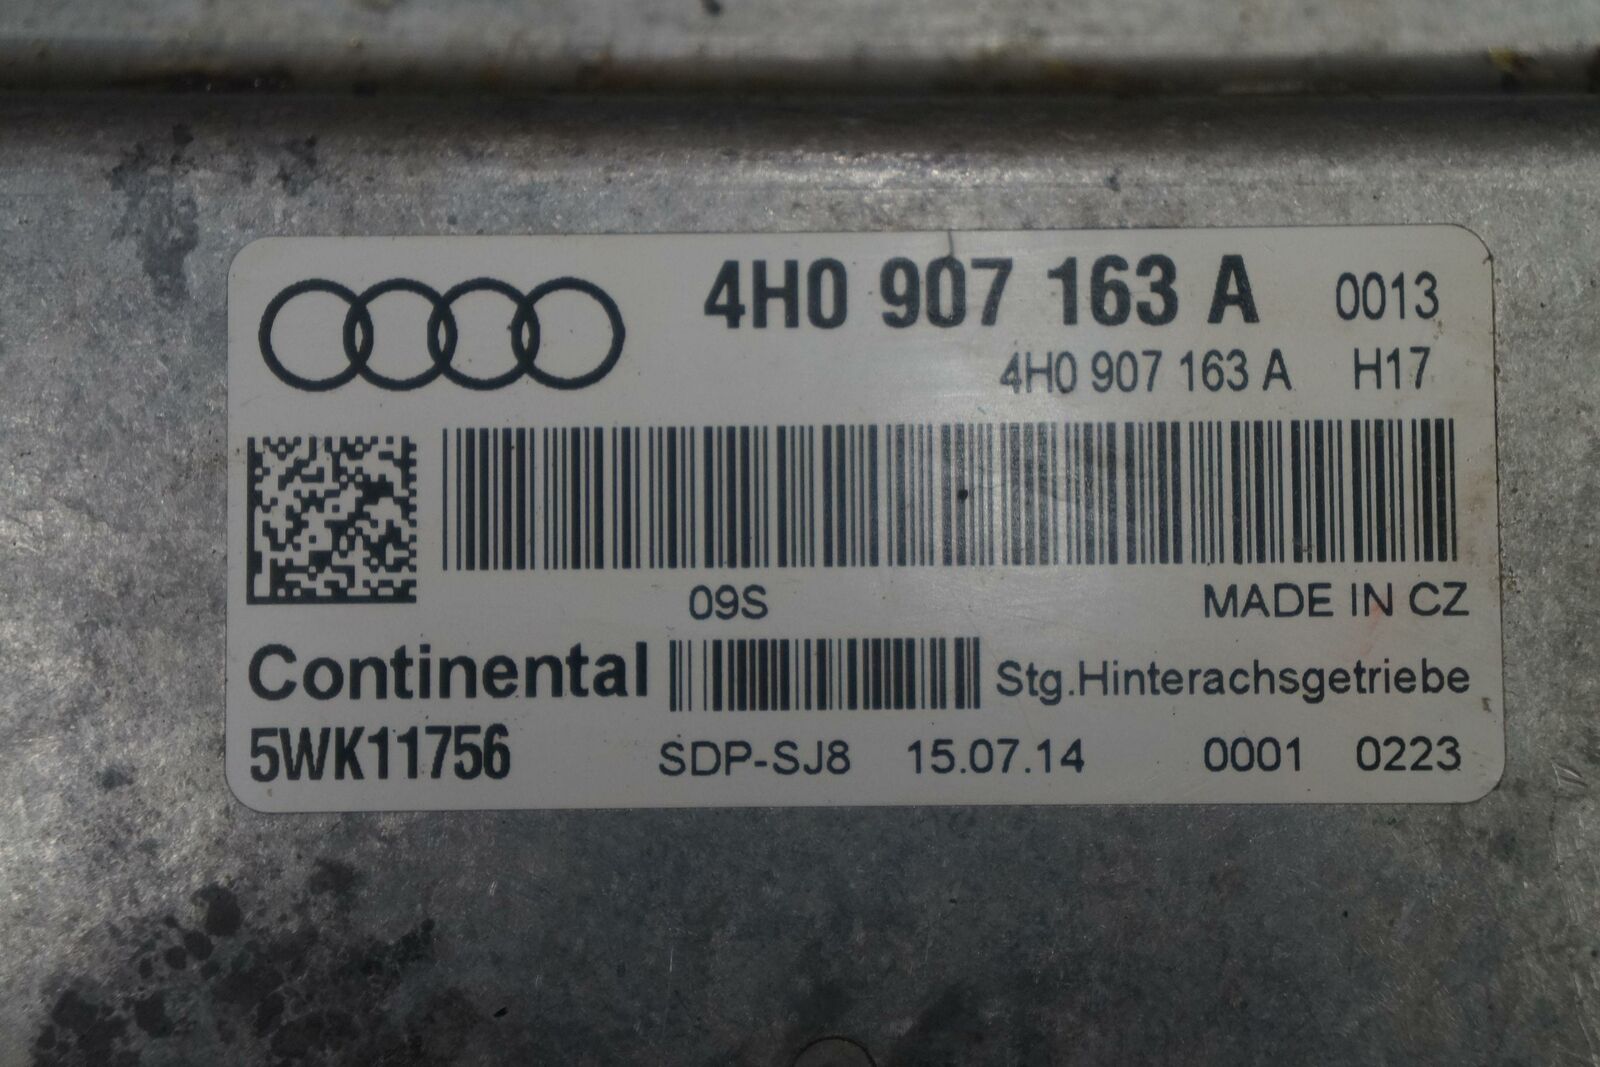 4H0 907 163 A 0013
4H0 907 163 A H17
09S MADE IN CZ
Continental Stg.Hinterachsgetriebe
5WK11756 SDP-SJ8 15.07.14 0001 0223